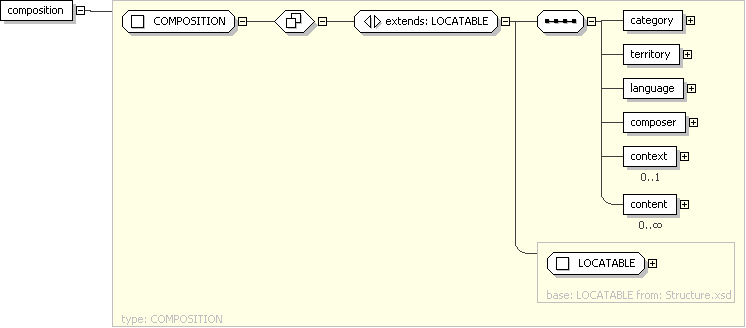 composition
COMPOSITION
extends: LOCATABLE
category
territory
language
composer
context
0..1
content
0..∞
LOCATABLE
base: LOCATABLE from: Structure.xsd
type: COMPOSITION